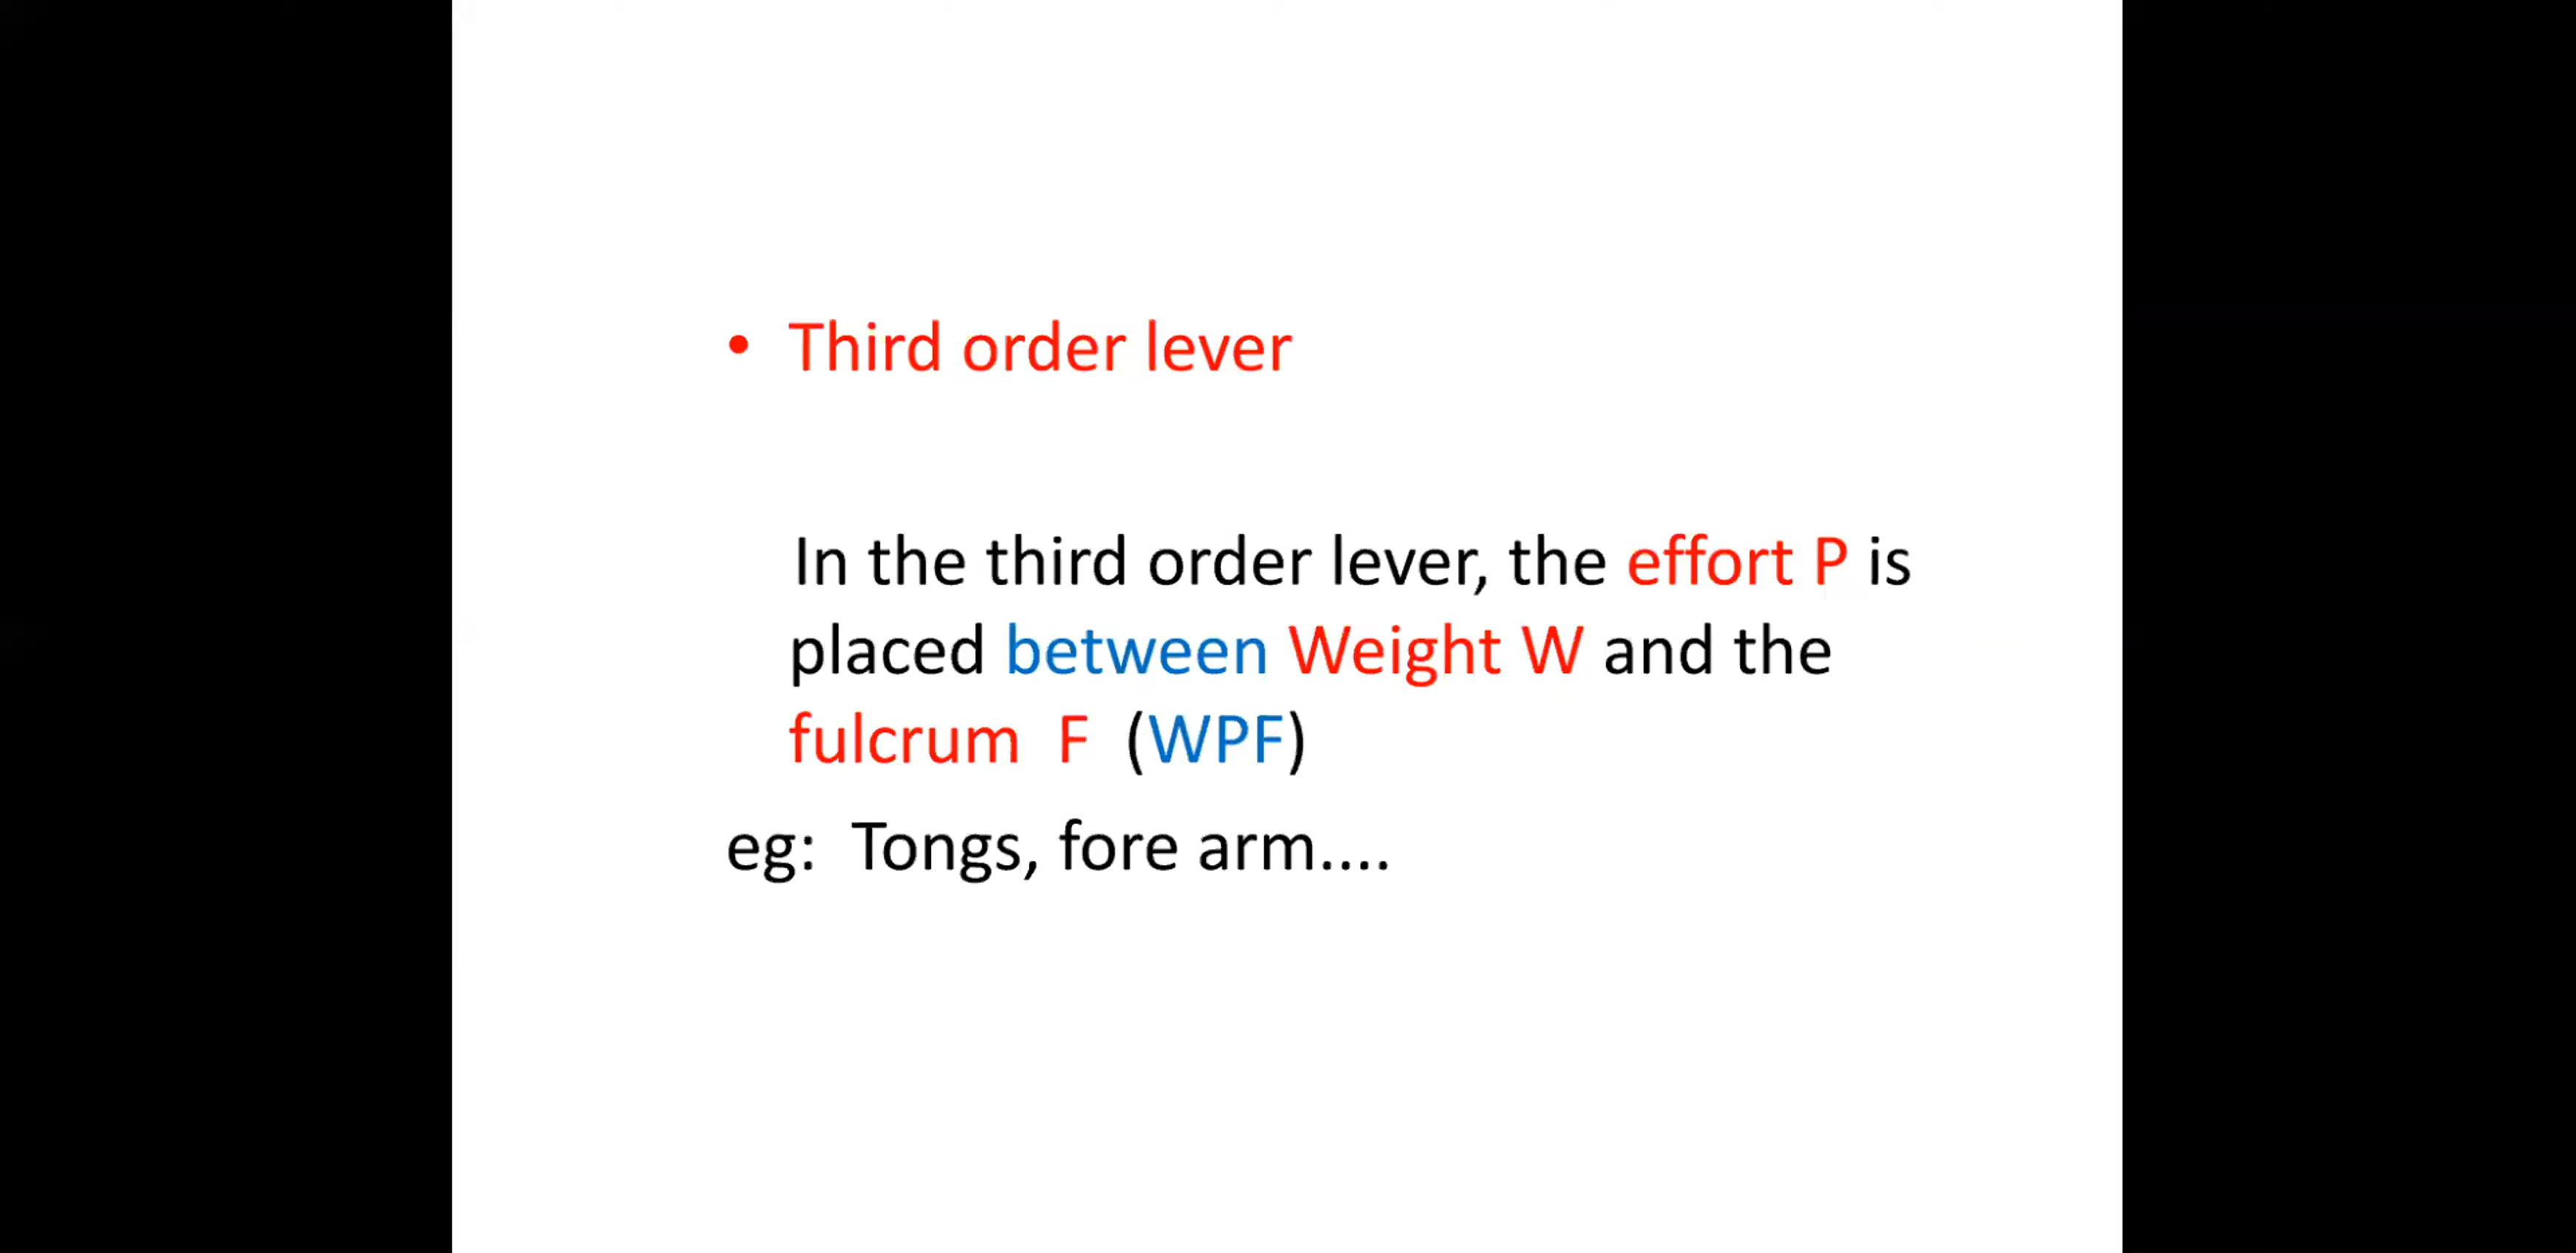 • Third order lever
In the third order lever, the effort P is
placed between Weight W and the
fulcrum  F  (WPF)
eg:  Tongs, fore arm....